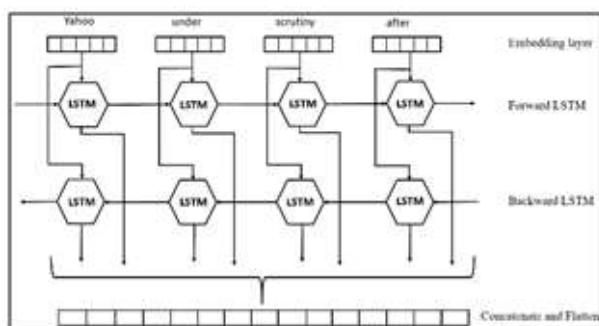 Yahoo under scrutiny after
Embedding layer
LSTM LSTM LSTM LSTM
Forward LSTM
LSTM LSTM LSTM LSTM
Backward LSTM
Concatenate and Flatten